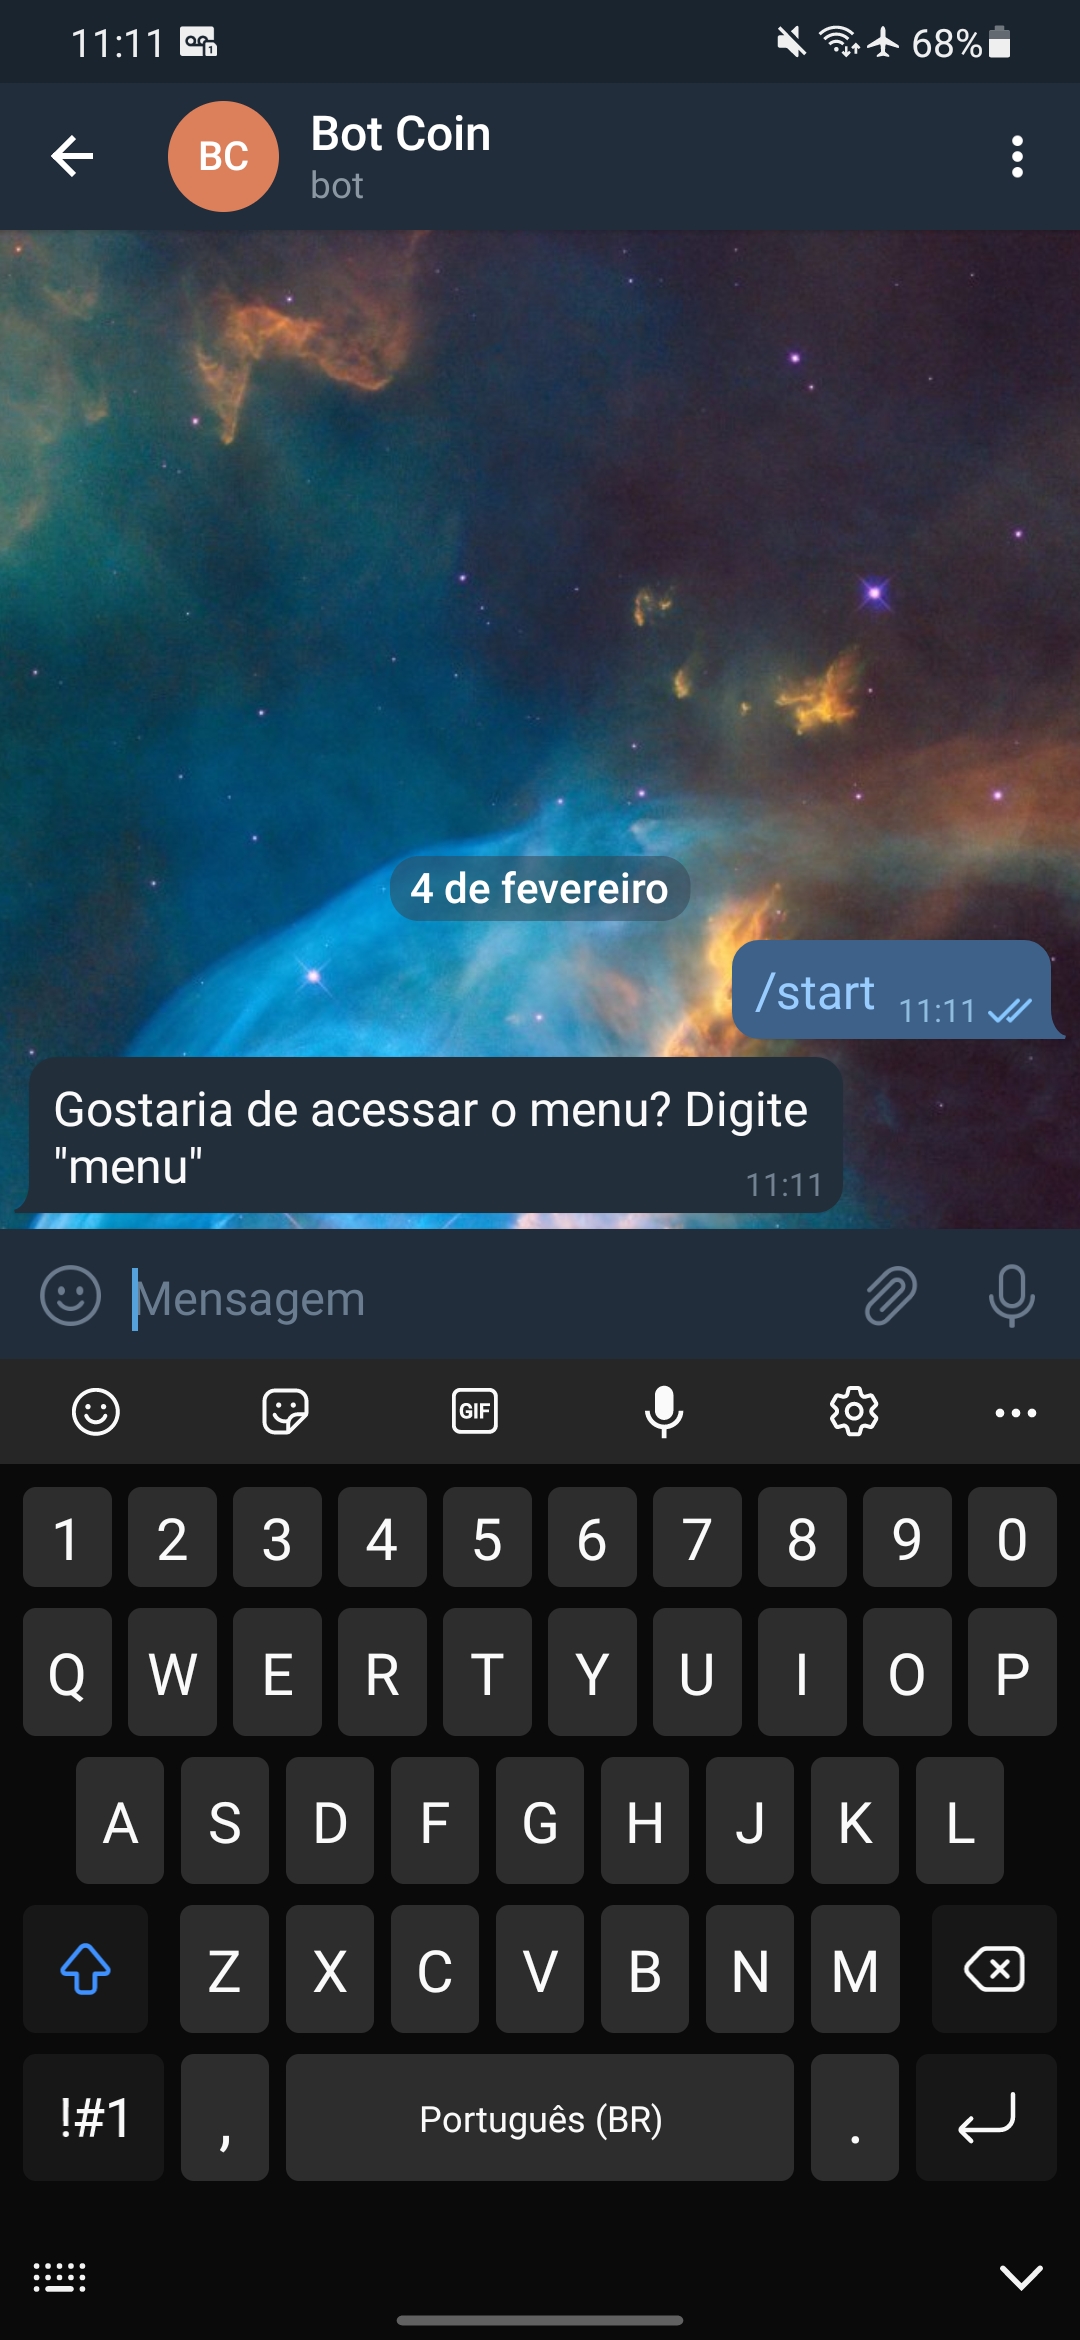 11:11 68%
BC Bot Coin
bot
4 de fevereiro
/start 11:11
Gostaria de acessar o menu? Digite
"menu" 11:11
Mensagem
GIF
1 2 3 4 5 6 7 8 9 0
Q W E R T Y U I O P
A S D F G H J K L
Z X C V B N M
!#1 , Português (BR) .